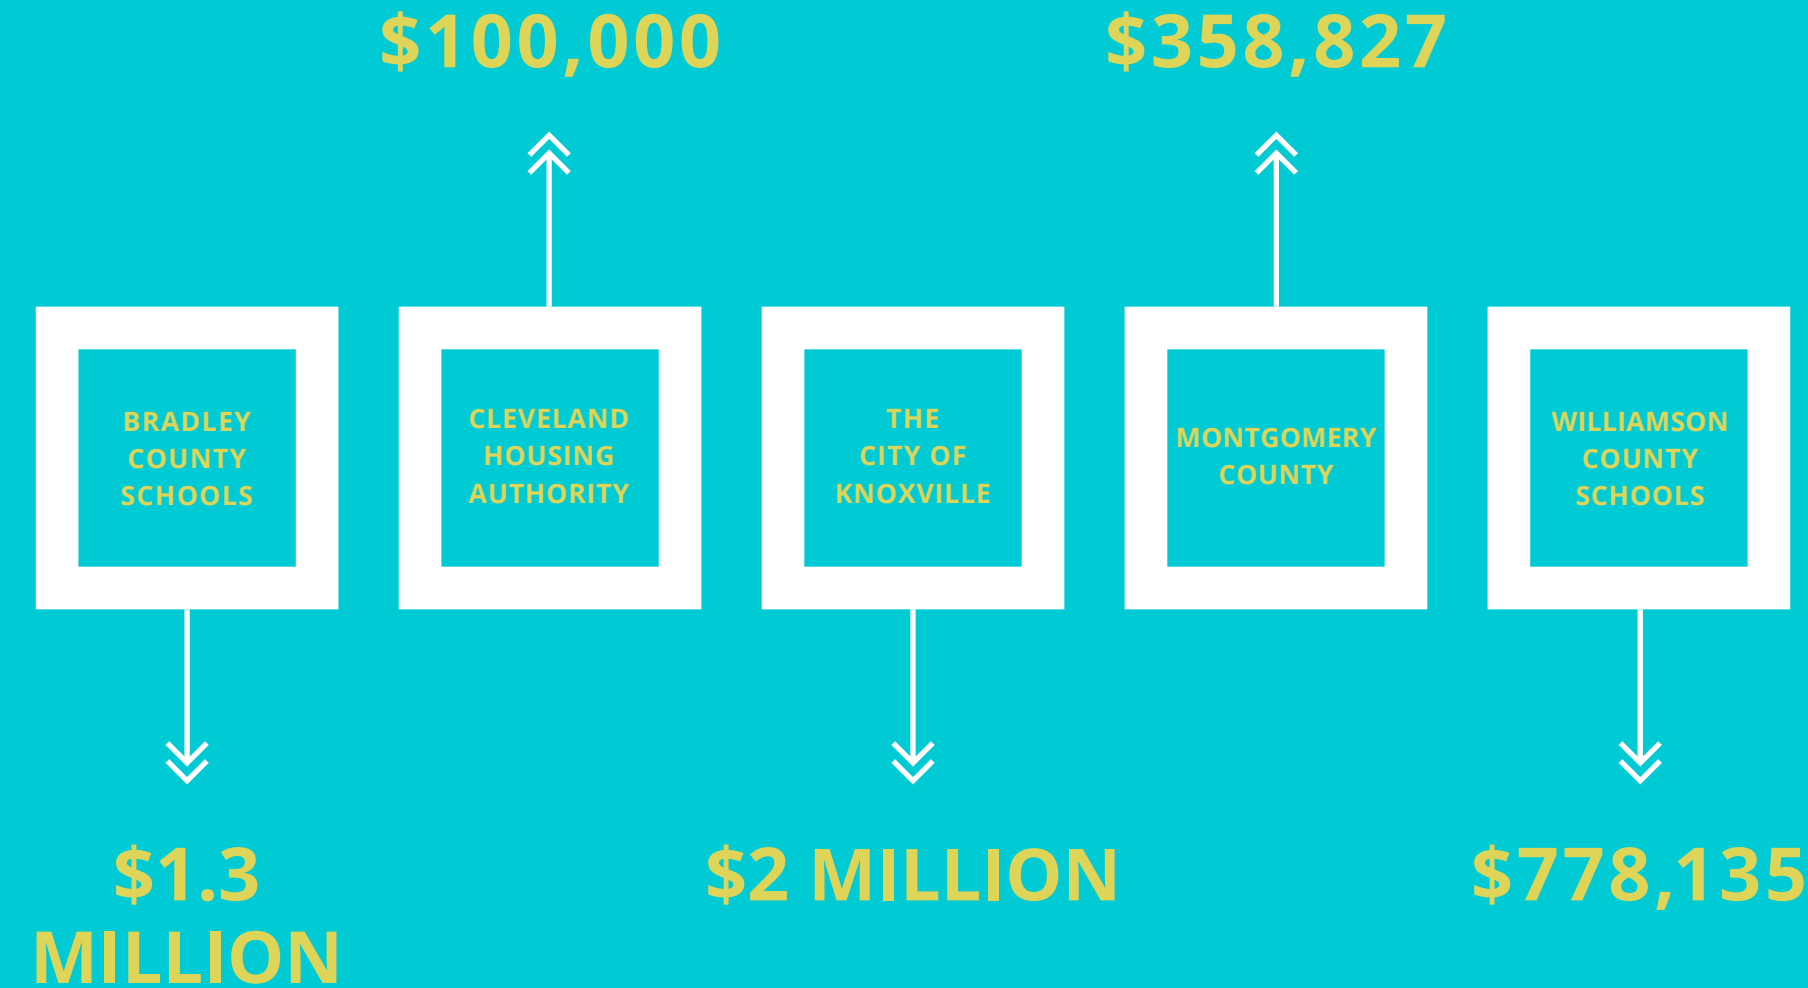 $100,000
$358,827
BRADLEY
COUNTY
SCHOOLS
CLEVELAND
HOUSING
AUTHORITY
THE
CITY OF
KNOXVILLE
MONTGOMERY
COUNTY
WILLIAMSON
COUNTY
SCHOOLS
$1.3
MILLION
$2 MILLION
$778,135